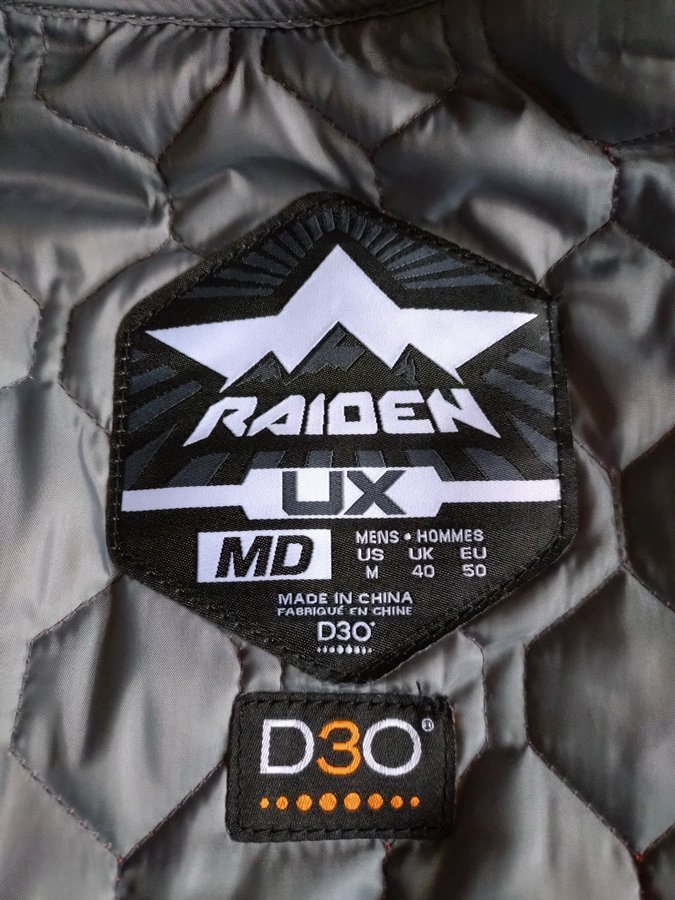 RAIDEN
UX
MD
MENS • HOMMES
US UK EU
M 40 50
MADE IN CHINA
FABRIQUÉ EN CHINE
D3O®
D3O®